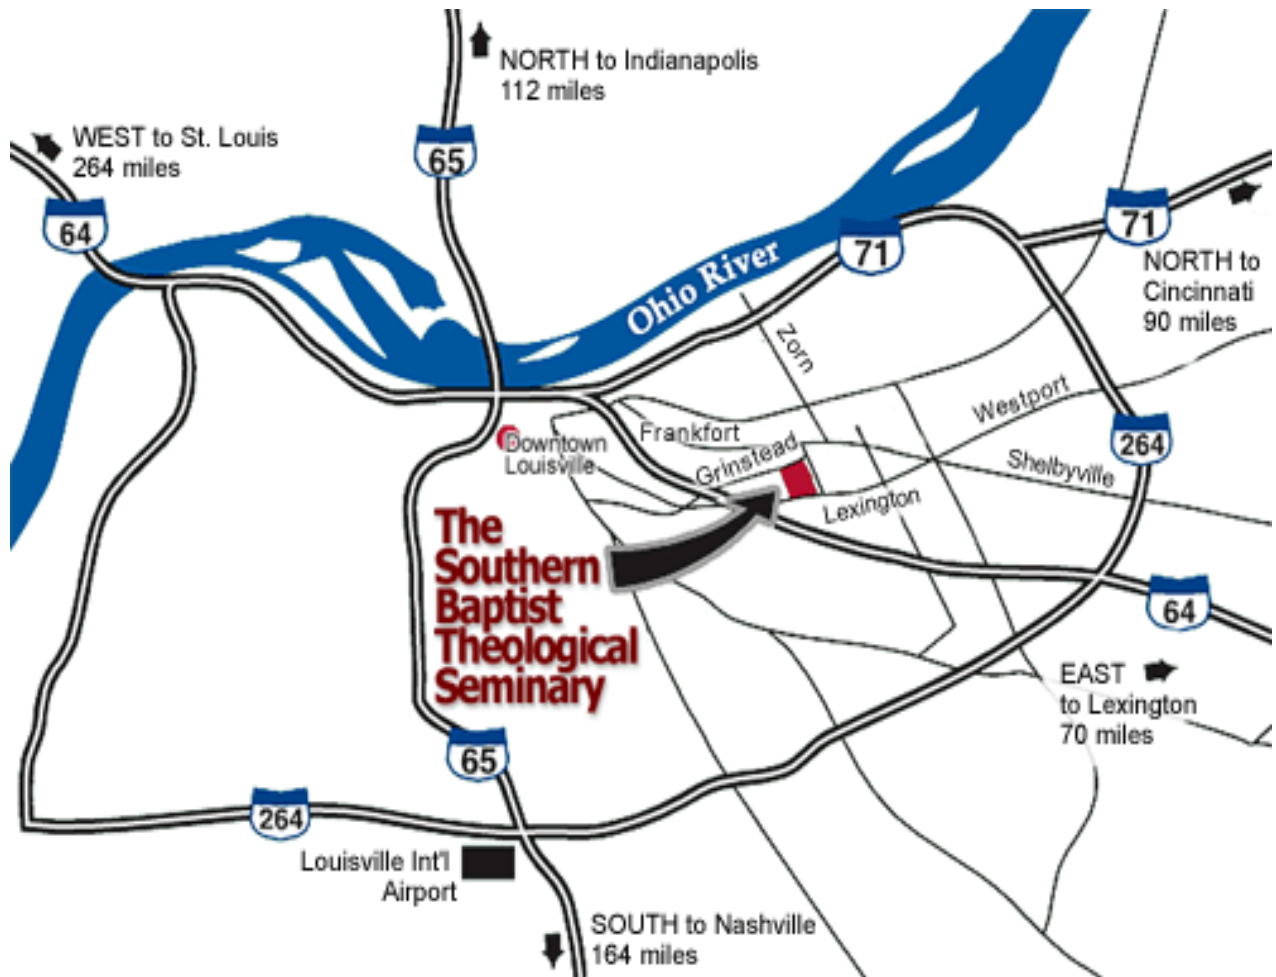 NORTH to Indianapolis
112 miles
WEST to St. Louis
264 miles
65
64
71
71
Ohio River
NORTH to
Cincinnati
90 miles
Zorn
Westport
Frankfort
Downtown
Louisville
Grinstead
264
Shelbyville
Lexington
The
Southern
Baptist
Theological
Seminary
64
EAST
to Lexington
70 miles
65
264
Louisville Int'l
Airport
SOUTH to Nashville
164 miles